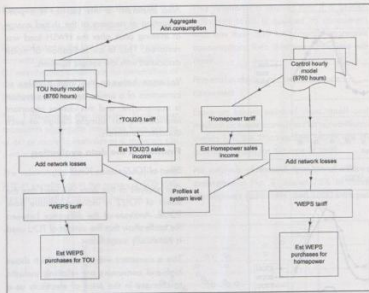 Aggregate
Ann consumption
TOU hourly model
(8760 hours)
Control hourly
model
(8760 hours)
*TOU2/3 tariff
*Homepower tariff
Est TOU2/3 sales
income
Est Homepower sales
income
Add network losses
Add network losses
Profiles at
system level
*WEPS tariff
*WEPS tariff
Est WEPS
purchases for TOU
Est WEPS
purchases for
homepower